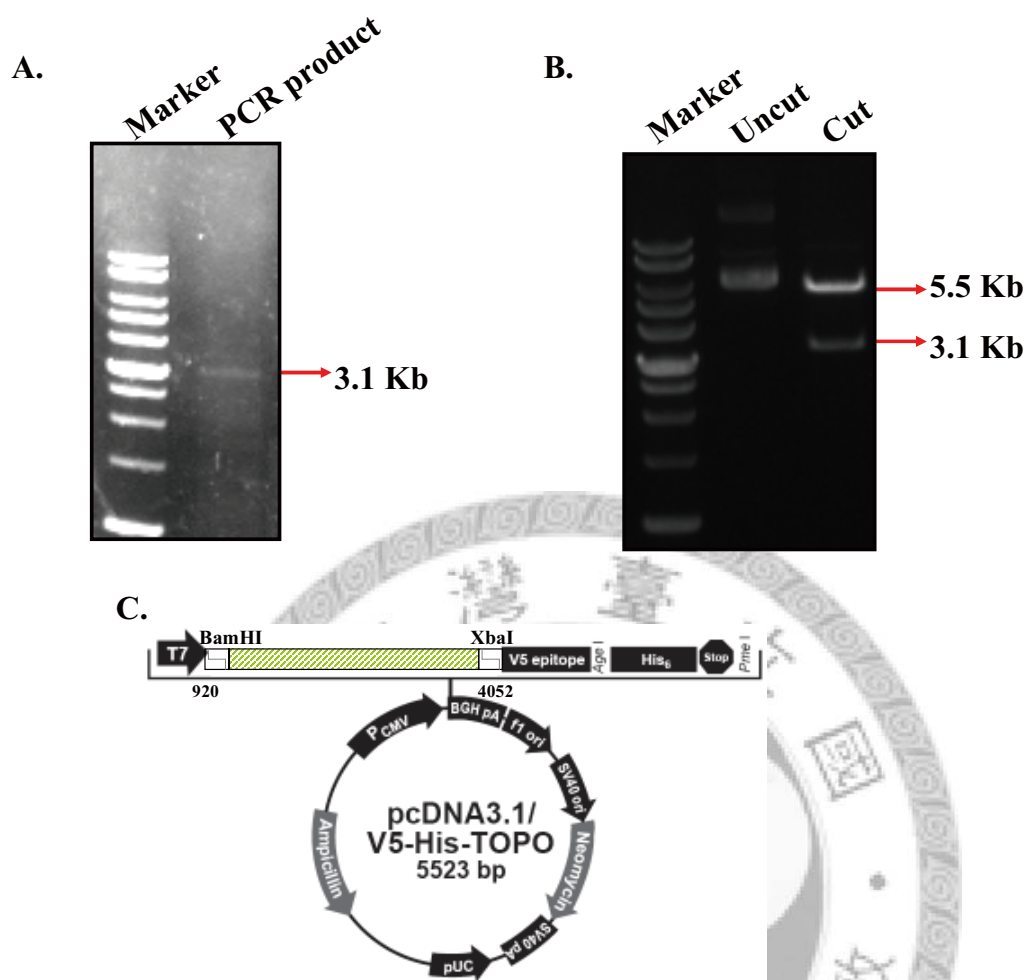 A.
Marker
PCR product
3.1 Kb
B.
Marker
Uncut
Cut
5.5 Kb
3.1 Kb
C.
T7
BamHI
XbaI
V5 epitope
Age I
His6
Stop
Pme I
920
4052
PCMV
BGH pA
f1 ori
SV40 ori
Neomycin
SV40 pA
pUC
Ampicillin
pcDNA3.1/
V5-His-TOPO
5523 bp